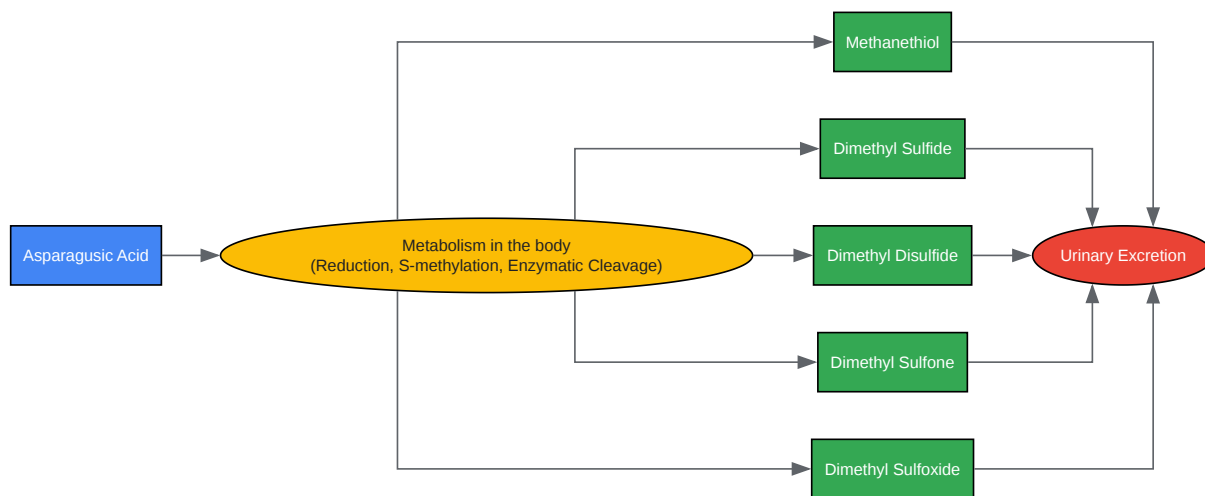 Methanethiol
Dimethyl Sulfide
Asparagusic Acid
Metabolism in the body
(Reduction, S-methylation, Enzymatic Cleavage)
Dimethyl Disulfide
Urinary Excretion
Dimethyl Sulfone
Dimethyl Sulfoxide